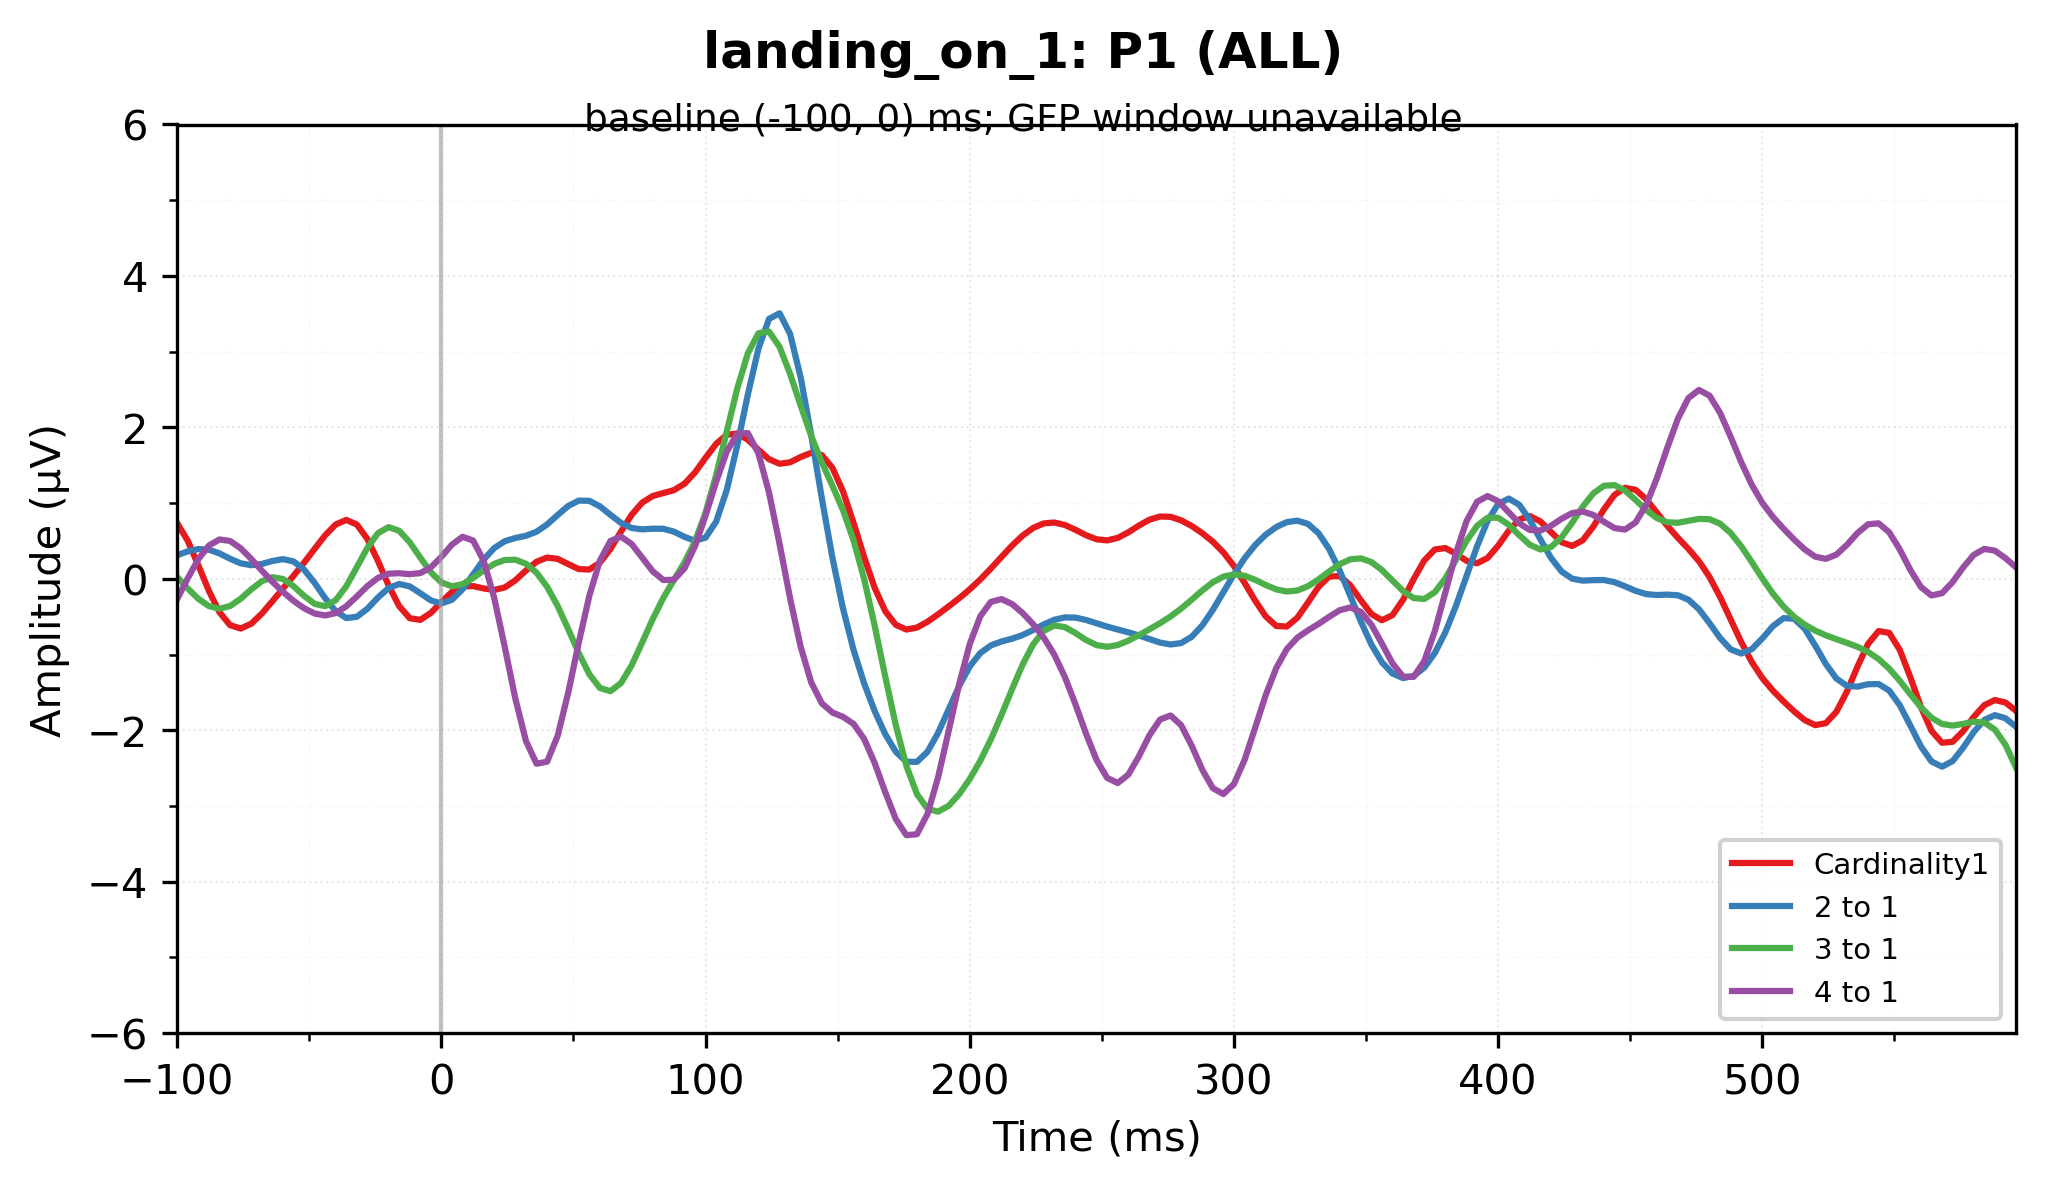 landing_on_1: P1 (ALL)
baseline (-100, 0) ms; GFP window unavailable
Amplitude (µV)
6
4
2
0
−2
−4
−6
−100
0
100
200
300
400
500
Time (ms)
Cardinality1
2 to 1
3 to 1
4 to 1